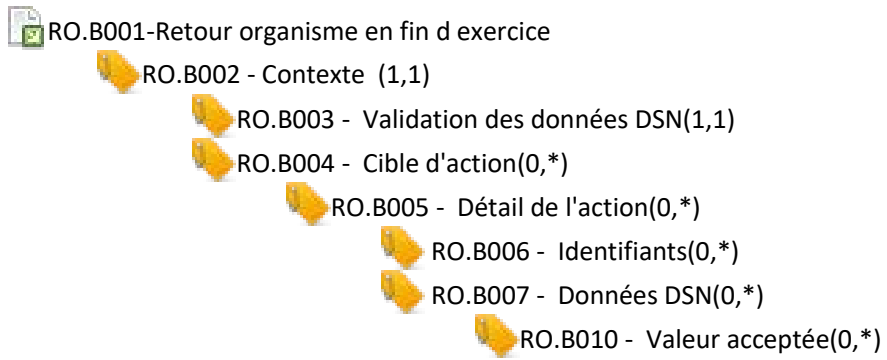 RO.B001-Retour organisme en fin d exercice
RO.B002 - Contexte (1,1)
RO.B003 - Validation des données DSN(1,1)
RO.B004 - Cible d'action(0,*)
RO.B005 - Détail de l'action(0,*)
RO.B006 - Identifiants(0,*)
RO.B007 - Données DSN(0,*)
RO.B010 - Valeur acceptée(0,*)